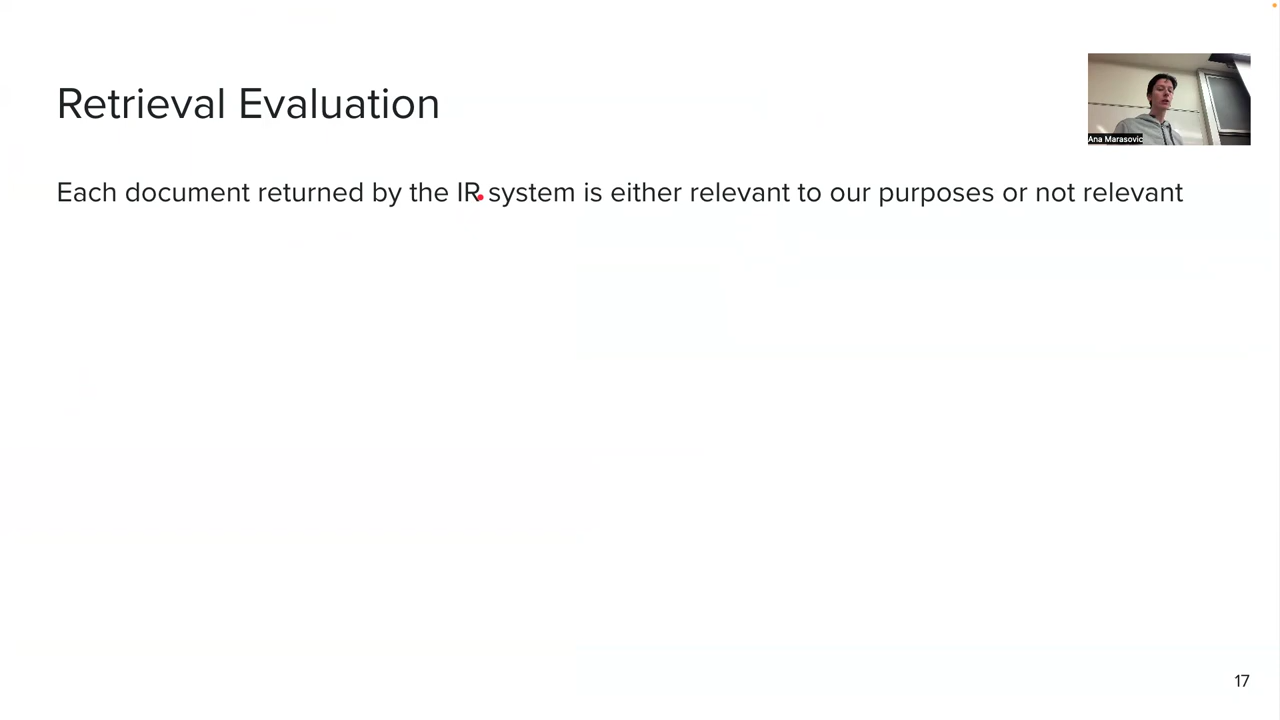 Retrieval Evaluation
Ana Marasovic
Each document returned by the IR system is either relevant to our purposes or not relevant
17